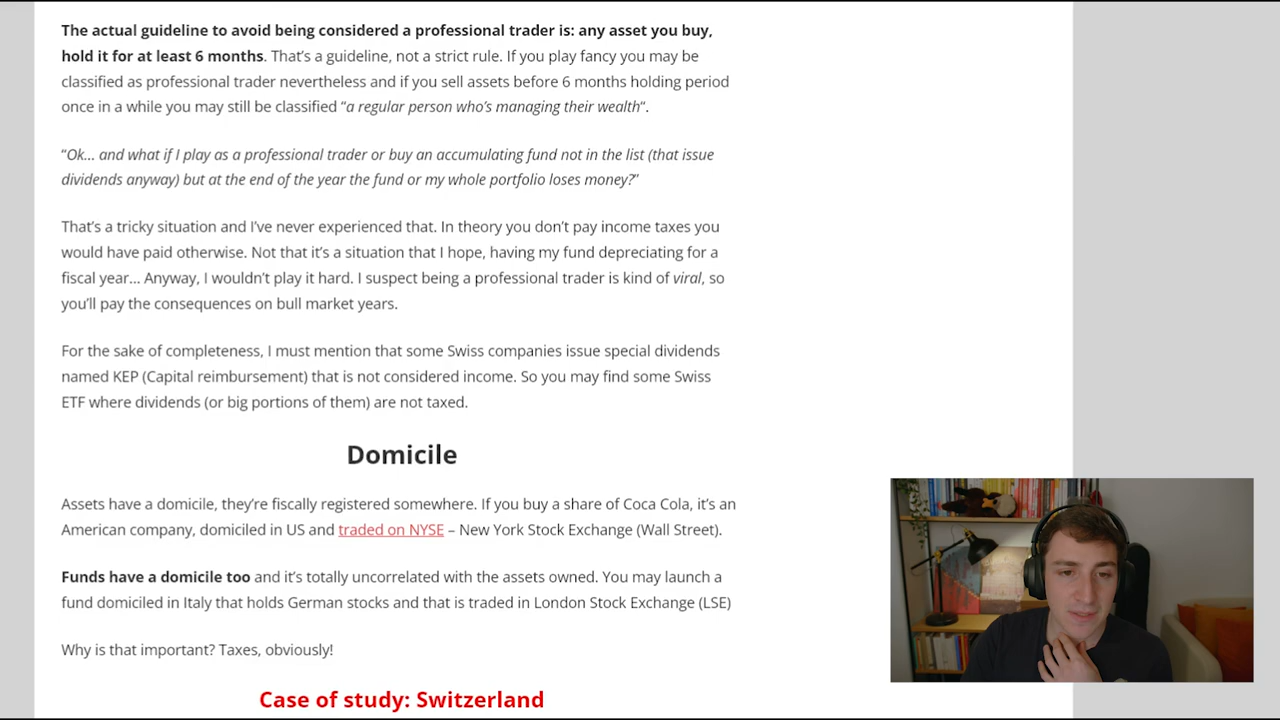 The actual guideline to avoid being considered a professional trader is: any asset you buy,
hold it for at least 6 months. That’s a guideline, not a strict rule. If you play fancy you may be
classified as professional trader nevertheless and if you sell assets before 6 months holding period
once in a while you may still be classified “a regular person who’s managing their wealth“.
“Ok… and what if I play as a professional trader or buy an accumulating fund not in the list (that issue
dividends anyway) but at the end of the year the fund or my whole portfolio loses money?”
That’s a tricky situation and I’ve never experienced that. In theory you don’t pay income taxes you
would have paid otherwise. Not that it’s a situation that I hope, having my fund depreciating for a
fiscal year… Anyway, I wouldn’t play it hard. I suspect being a professional trader is kind of viral, so
you’ll pay the consequences on bull market years.
For the sake of completeness, I must mention that some Swiss companies issue special dividends
named KEP (Capital reimbursement) that is not considered income. So you may find some Swiss
ETF where dividends (or big portions of them) are not taxed.
Domicile
Assets have a domicile, they’re fiscally registered somewhere. If you buy a share of Coca Cola, it’s an
American company, domiciled in US and traded on NYSE – New York Stock Exchange (Wall Street).
Funds have a domicile too and it’s totally uncorrelated with the assets owned. You may launch a
fund domiciled in Italy that holds German stocks and that is traded in London Stock Exchange (LSE)
Why is that important? Taxes, obviously!
Case of study: Switzerland